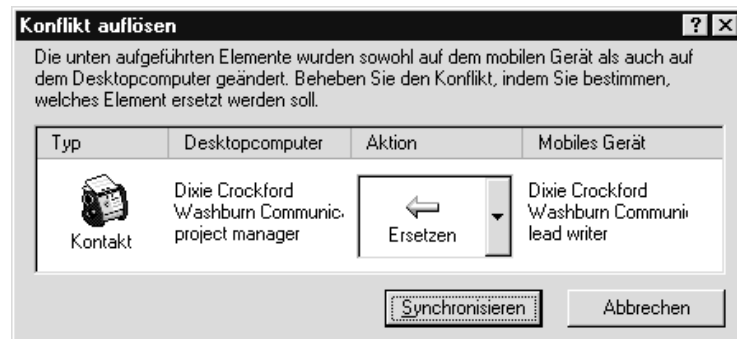 Konflikt auflösen
Die unten aufgeführten Elemente wurden sowohl auf dem mobilen Gerät als auch auf
dem Desktopcomputer geändert. Beheben Sie den Konflikt, indem Sie bestimmen,
welches Element ersetzt werden soll.
Typ Desktopcomputer Aktion Mobiles Gerät
Dixie Crockford Dixie Crockford
Washburn Communic. Washburn Communi
Kontakt project manager Ersetzen lead writer
Synchronisieren Abbrechen